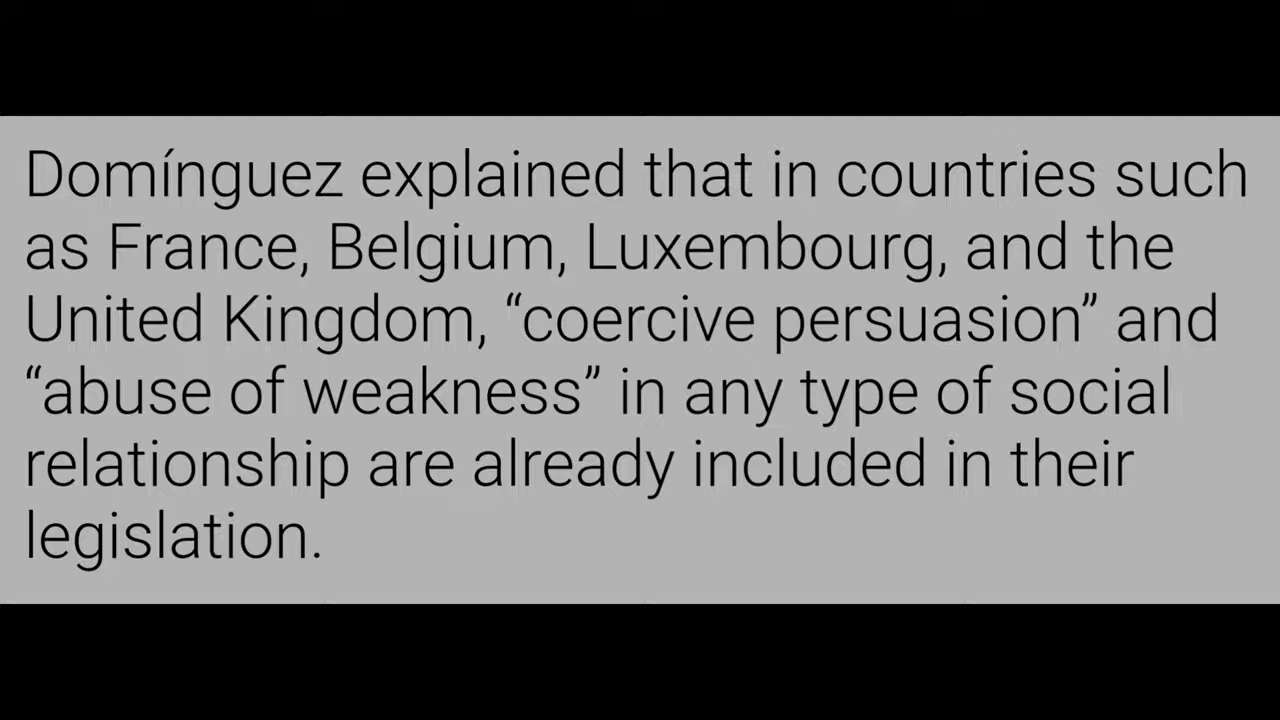 Domínguez explained that in countries such
as France, Belgium, Luxembourg, and the
United Kingdom, “coercive persuasion” and
“abuse of weakness” in any type of social
relationship are already included in their
legislation.